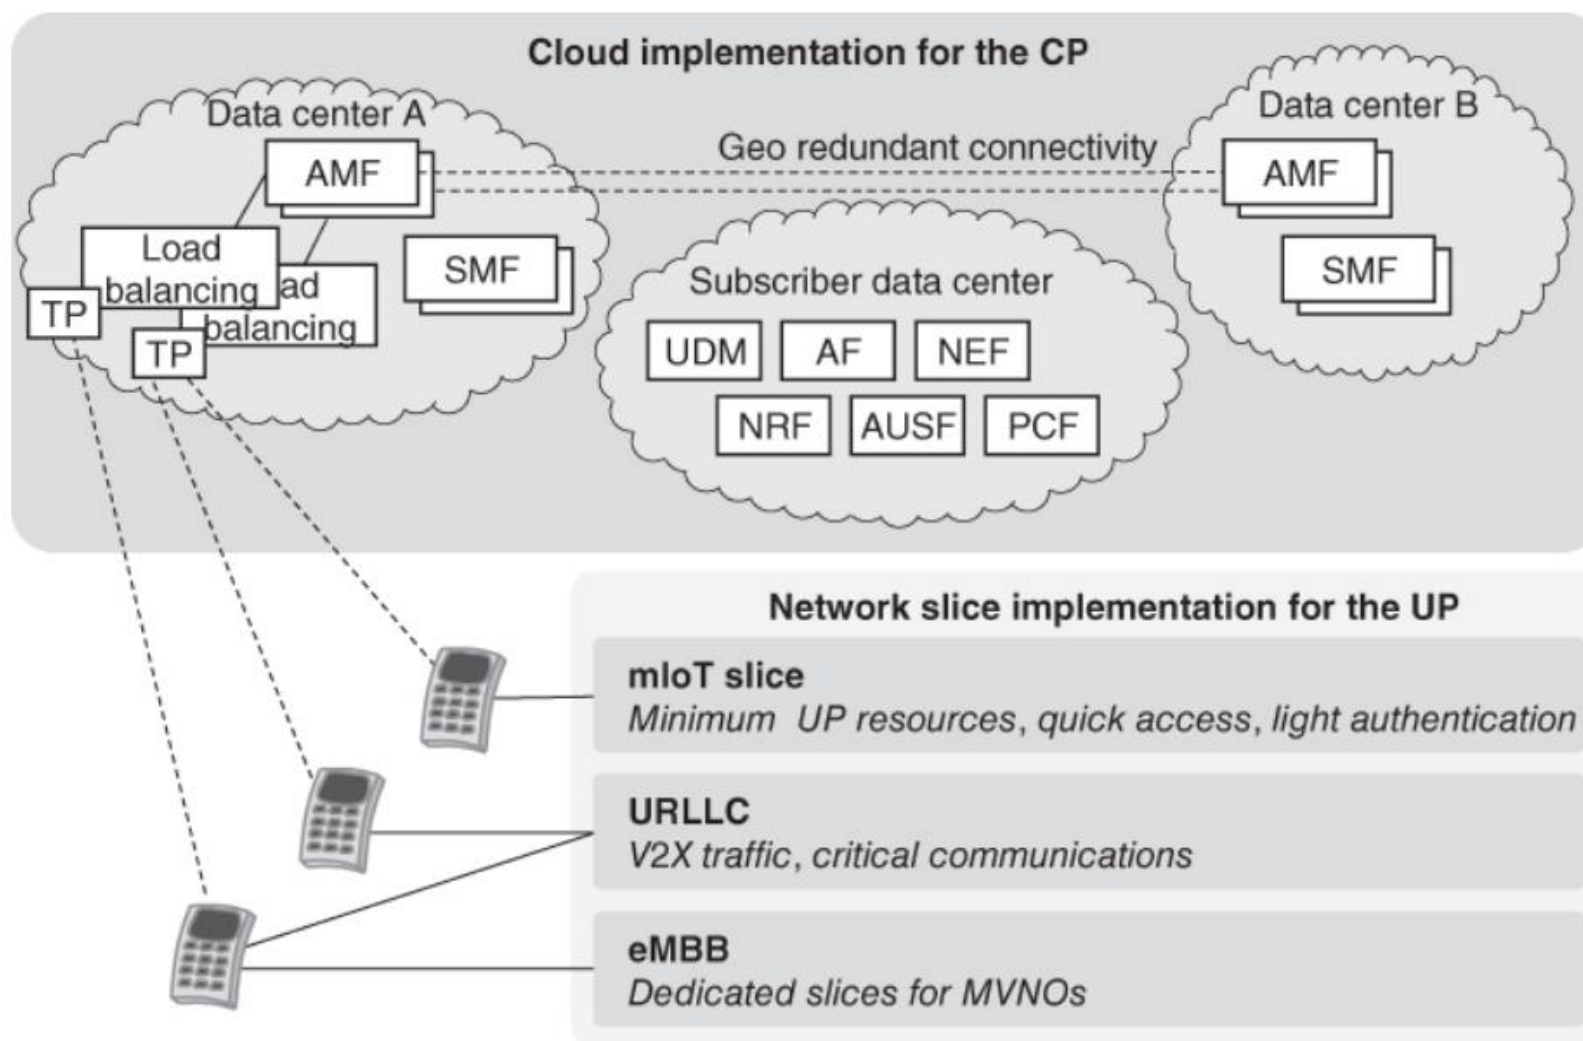 Cloud implementation for the CP
Data center A
AMF
Load
balancing
ad
balancing
TP
TP
SMF
Geo redundant connectivity
Data center B
AMF
SMF
Subscriber data center
UDM
AF
NEF
NRF
AUSF
PCF
Network slice implementation for the UP
mIoT slice
Minimum UP resources, quick access, light authentication
URLLC
V2X traffic, critical communications
eMBB
Dedicated slices for MVNOs